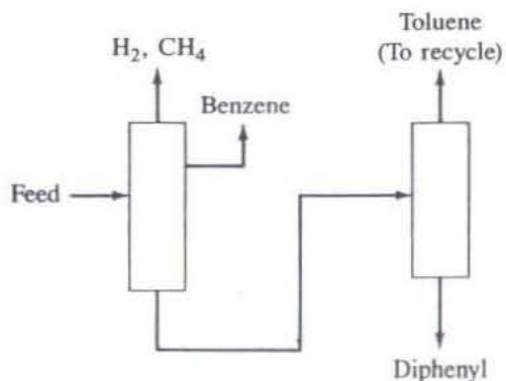 H₂, CH₄
Benzene
Feed
Toluene
(To recycle)
Diphenyl